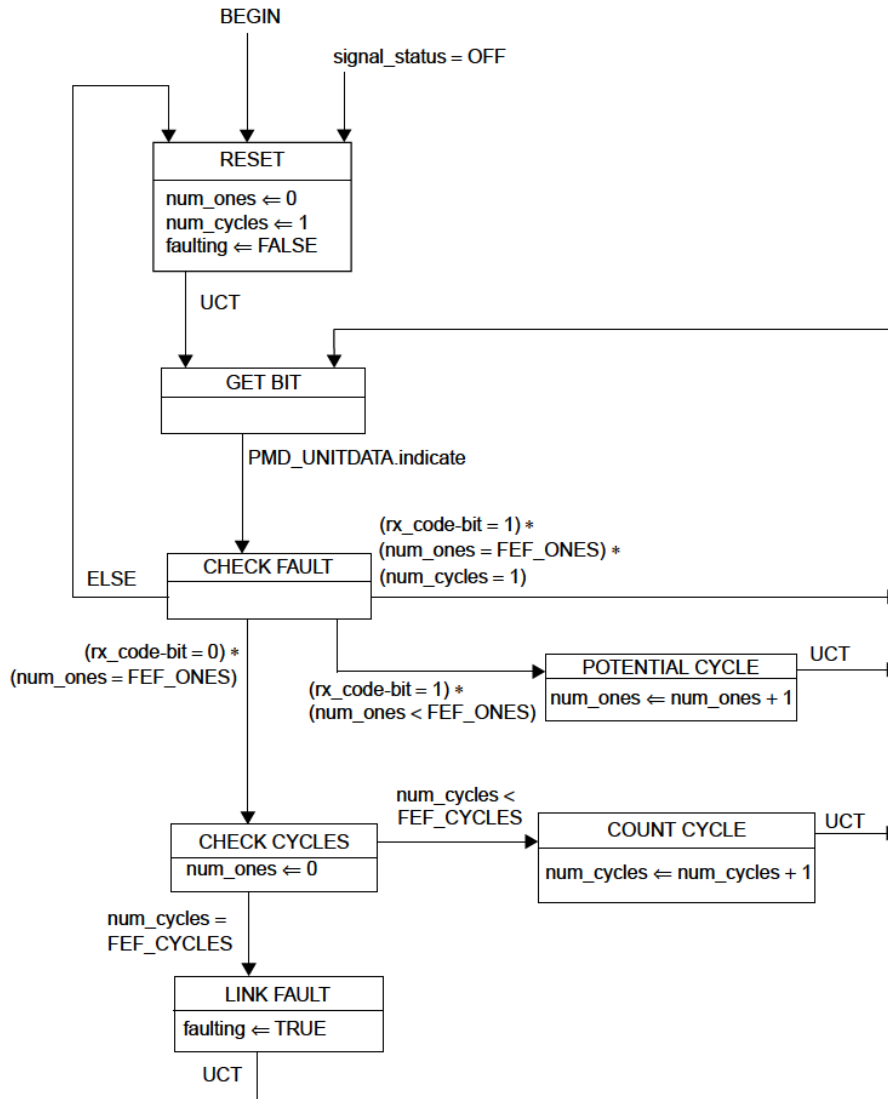 BEGIN
signal_status = OFF
RESET
num_ones ⇐ 0
num_cycles ⇐ 1
faulting ⇐ FALSE
UCT
GET BIT
PMD_UNITDATA.indicate
(rx_code-bit = 1) *
(num_ones = FEF_ONES) *
(num_cycles = 1)
CHECK FAULT
ELSE
(rx_code-bit = 0) *
(num_ones = FEF_ONES)
(rx_code-bit = 1) *
(num_ones < FEF_ONES)
POTENTIAL CYCLE
num_ones ⇐ num_ones + 1
UCT
num_cycles <
FEF_CYCLES
CHECK CYCLES
num_ones ⇐ 0
COUNT CYCLE
num_cycles ⇐ num_cycles + 1
UCT
num_cycles =
FEF_CYCLES
LINK FAULT
faulting ⇐ TRUE
UCT